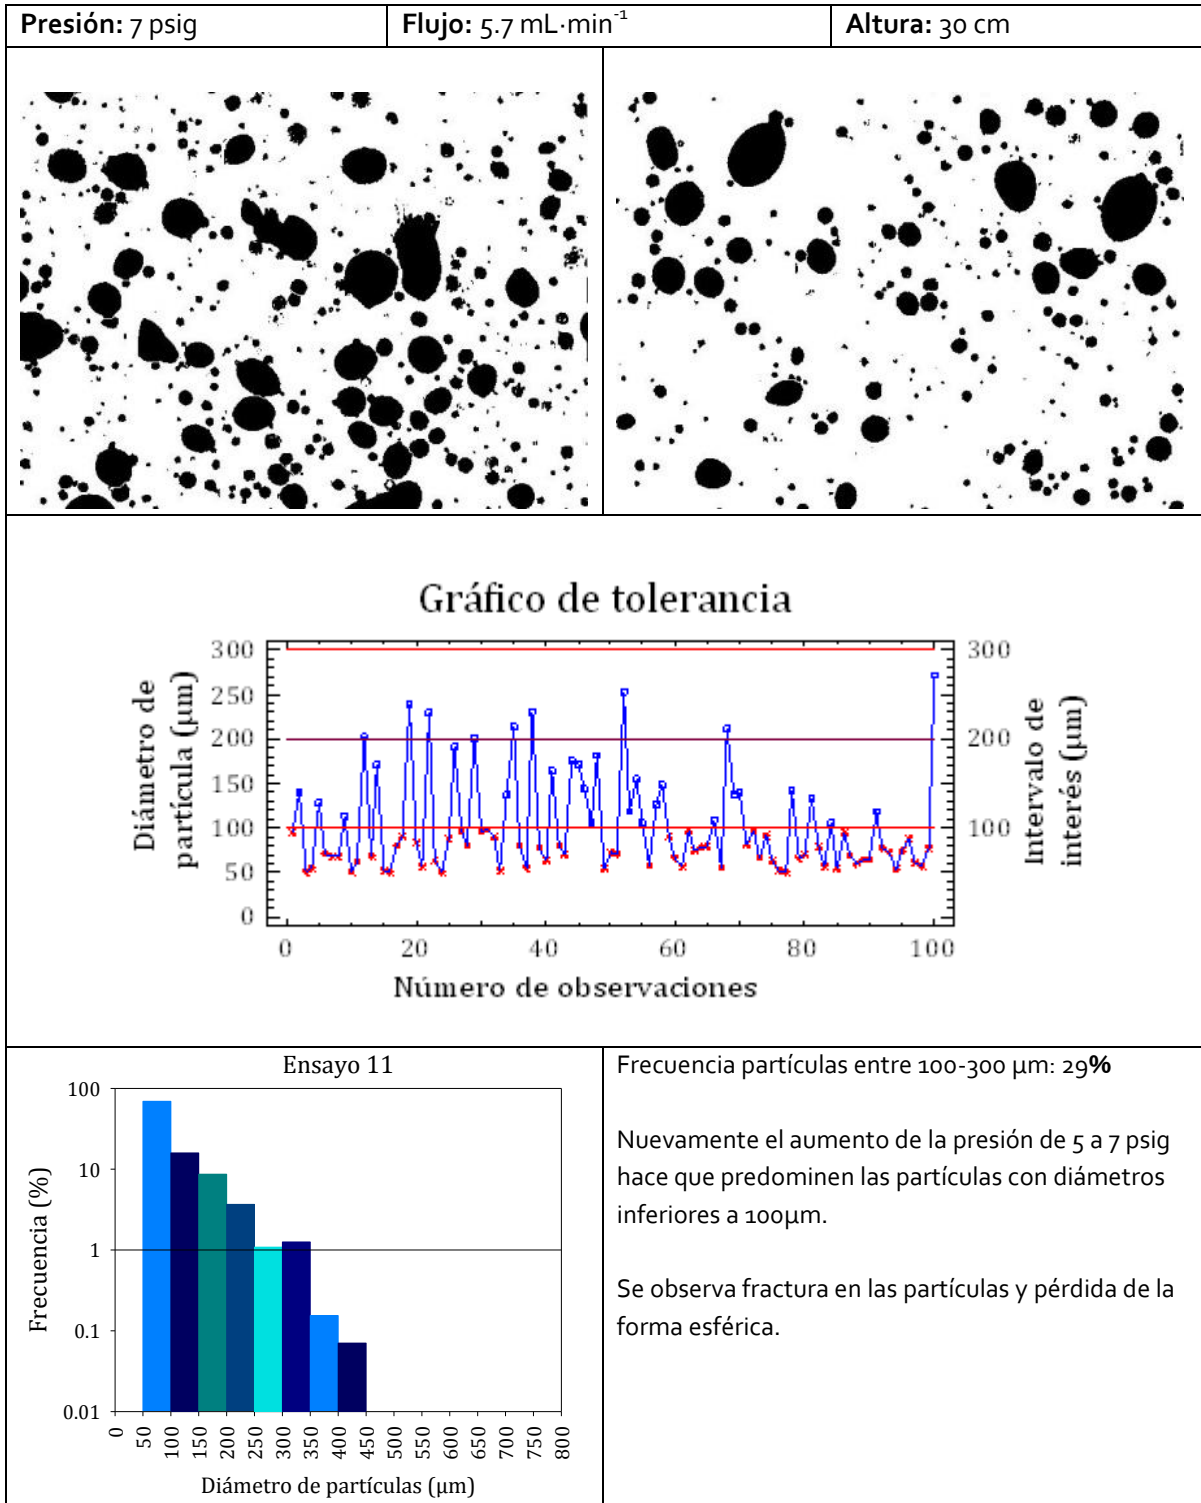 Presión: 7 psig
Flujo: 5.7 mL·min⁻¹
Altura: 30 cm
Gráfico de tolerancia
Diámetro de
partícula (μm)
300
250
200
150
100
50
0
300
200
100
Intervalo de
interés (μm)
0 20 40 60 80 100
Número de observaciones
Ensayo 11
Frecuencia (%)
100
10
1
0.1
0.01
0 50 100 150 200 250 300 350 400 450 500 550 600 650 700 750 800
Diámetro de partículas (μm)
Frecuencia partículas entre 100-300 μm: 29%
Nuevamente el aumento de la presión de 5 a 7 psig
hace que predominen las partículas con diámetros
inferiores a 100μm.
Se observa fractura en las partículas y pérdida de la
forma esférica.